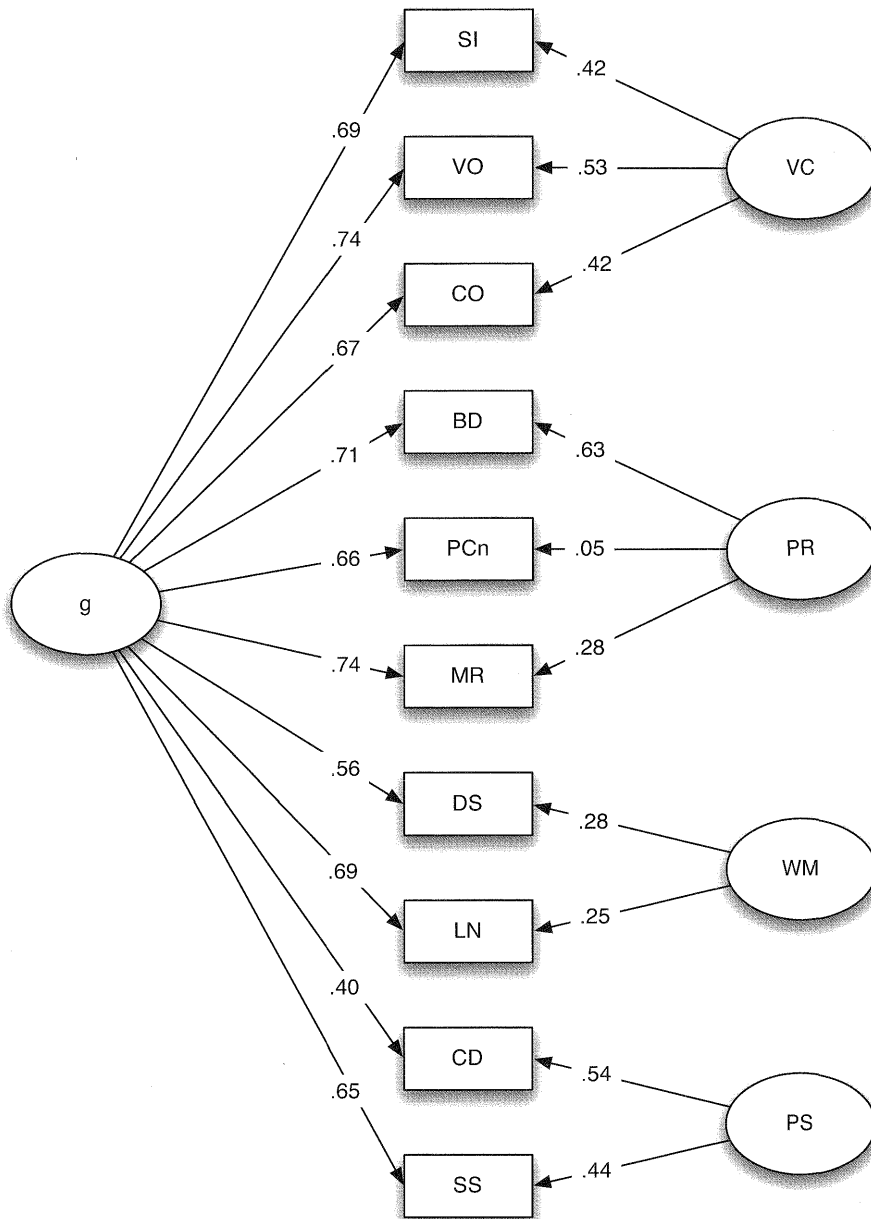 SI
.42
.69
VO
.53
VC
.74
CO
.42
.67
BD
.63
.71
PCn
.05
PR
.66
g
MR
.28
.74
DS
.28
.56
WM
LN
.25
.69
CD
.54
.40
PS
SS
.44
.65